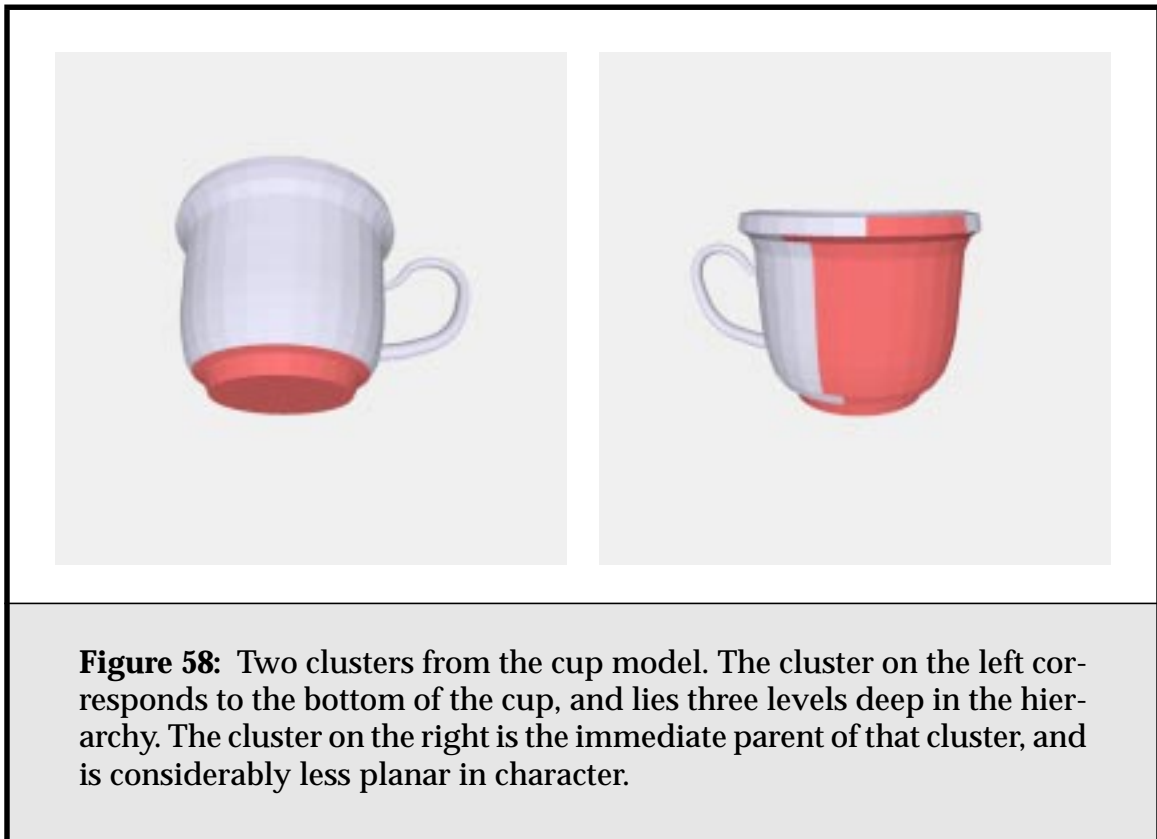 Figure 58: Two clusters from the cup model. The cluster on the left cor-
responds to the bottom of the cup, and lies three levels deep in the hier-
archy. The cluster on the right is the immediate parent of that cluster, and
is considerably less planar in character.